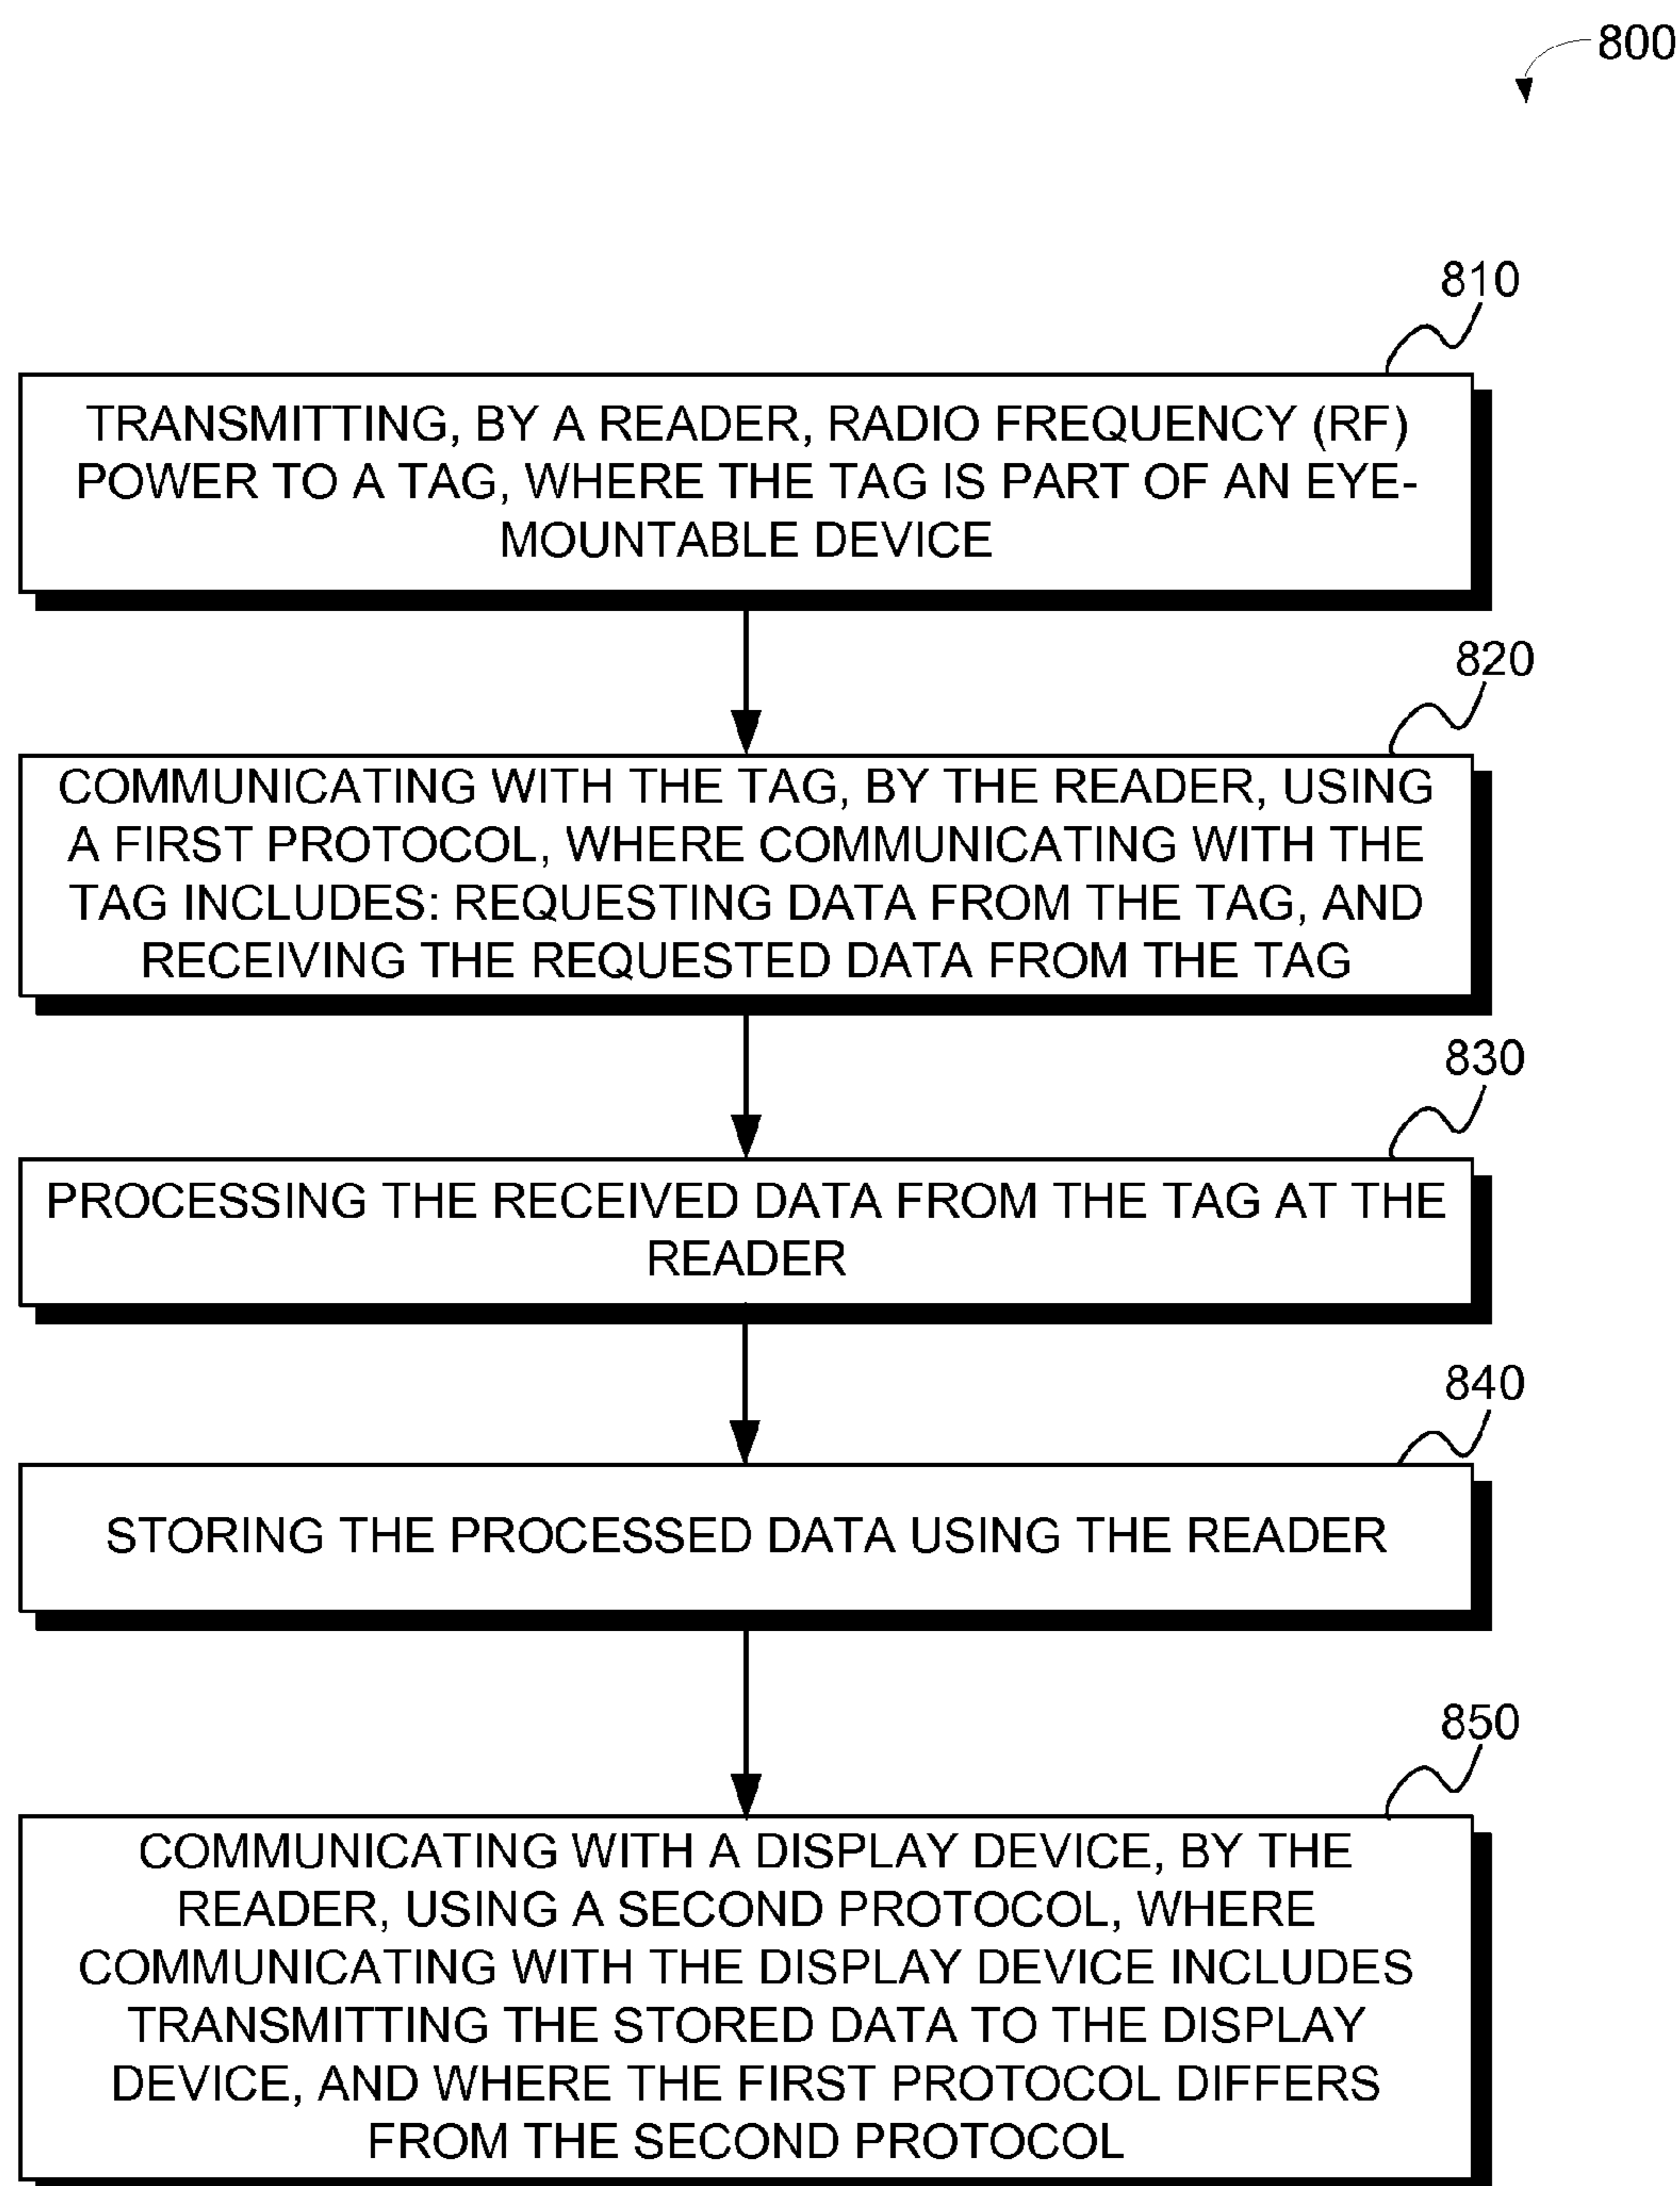 800
810
TRANSMITTING, BY A READER, RADIO FREQUENCY (RF)
POWER TO A TAG, WHERE THE TAG IS PART OF AN EYE-
MOUNTABLE DEVICE
820
COMMUNICATING WITH THE TAG, BY THE READER, USING
A FIRST PROTOCOL, WHERE COMMUNICATING WITH THE
TAG INCLUDES: REQUESTING DATA FROM THE TAG, AND
RECEIVING THE REQUESTED DATA FROM THE TAG
830
PROCESSING THE RECEIVED DATA FROM THE TAG AT THE
READER
840
STORING THE PROCESSED DATA USING THE READER
850
COMMUNICATING WITH A DISPLAY DEVICE, BY THE
READER, USING A SECOND PROTOCOL, WHERE
COMMUNICATING WITH THE DISPLAY DEVICE INCLUDES
TRANSMITTING THE STORED DATA TO THE DISPLAY
DEVICE, AND WHERE THE FIRST PROTOCOL DIFFERS
FROM THE SECOND PROTOCOL